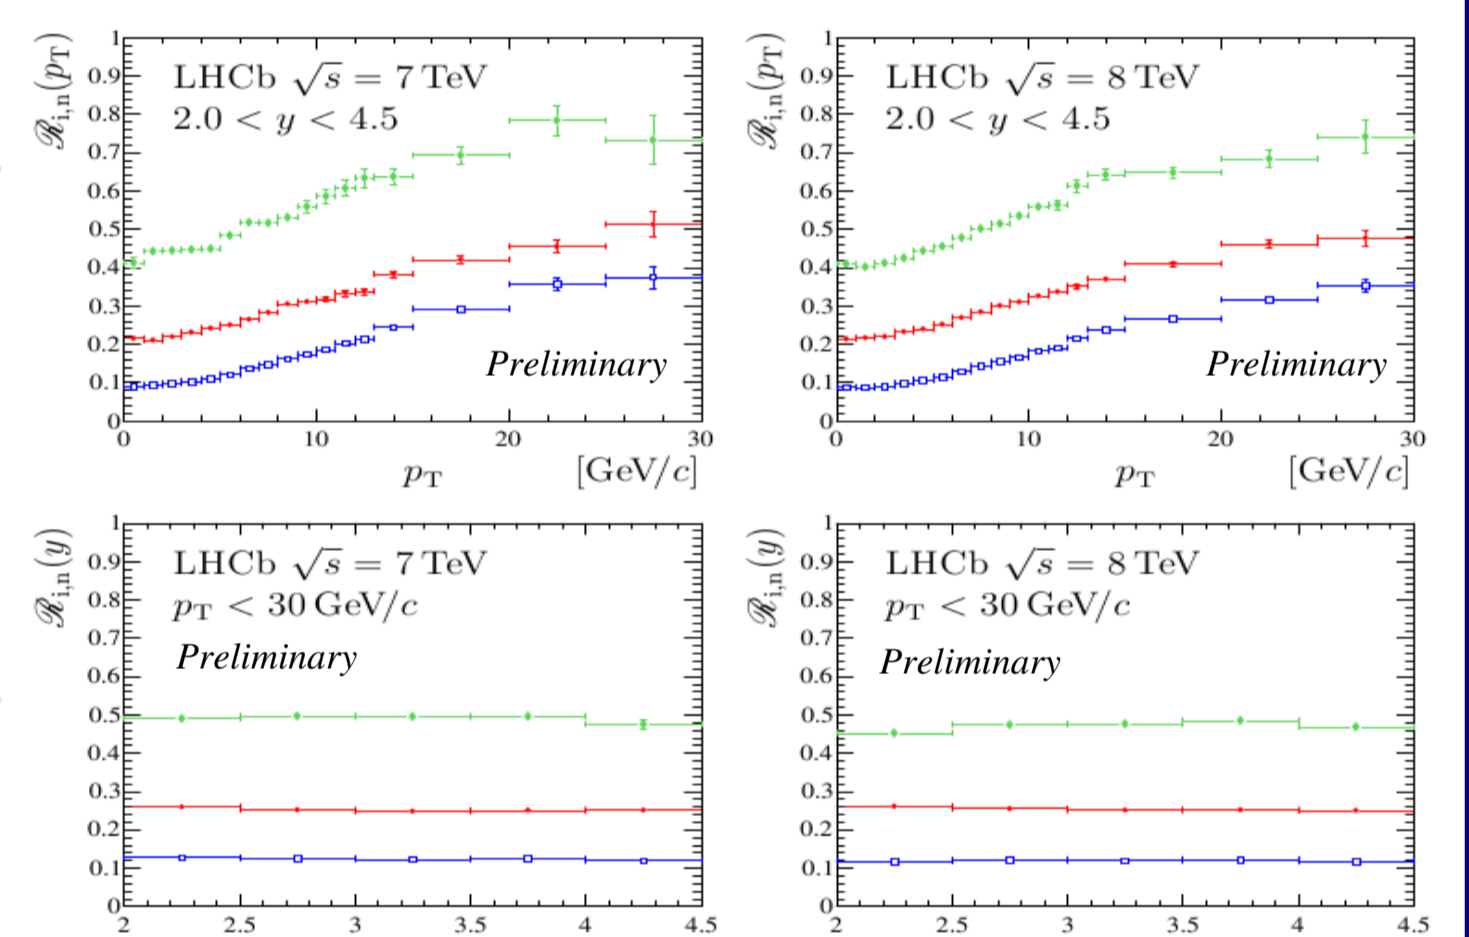 ℛi,n(pT)
LHCb √s = 7 TeV
2.0 < y < 4.5
Preliminary
1
0.9
0.8
0.7
0.6
0.5
0.4
0.3
0.2
0.1
0
0 10 20 30
pT [GeV/c]
ℛi,n(pT)
LHCb √s = 8 TeV
2.0 < y < 4.5
Preliminary
1
0.9
0.8
0.7
0.6
0.5
0.4
0.3
0.2
0.1
0
0 10 20 30
pT [GeV/c]
ℛi,n(y)
LHCb √s = 7 TeV
pT < 30 GeV/c
Preliminary
1
0.9
0.8
0.7
0.6
0.5
0.4
0.3
0.2
0.1
0
2 2.5 3 3.5 4 4.5
ℛi,n(y)
LHCb √s = 8 TeV
pT < 30 GeV/c
Preliminary
1
0.9
0.8
0.7
0.6
0.5
0.4
0.3
0.2
0.1
0
2 2.5 3 3.5 4 4.5